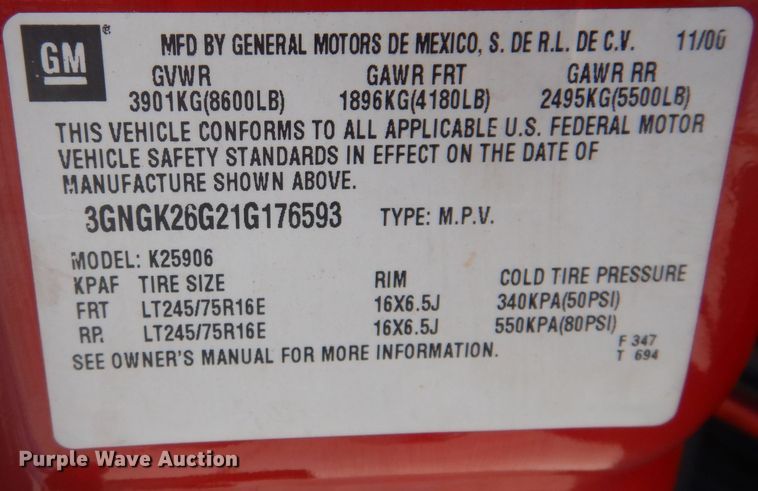 GM ®
MFD BY GENERAL MOTORS DE MEXICO, S. DE R.L. DE C.V. 11/00
GVWR GAWR FRT GAWR RR
3901KG(8600LB) 1896KG(4180LB) 2495KG(5500LB)
THIS VEHICLE CONFORMS TO ALL APPLICABLE U.S. FEDERAL MOTOR
VEHICLE SAFETY STANDARDS IN EFFECT ON THE DATE OF
MANUFACTURE SHOWN ABOVE.
3GNGK26G21G176593 TYPE: M.P.V.
MODEL: K25906
KPAF TIRE SIZE RIM COLD TIRE PRESSURE
FRT LT245/75R16E 16X6.5J 340KPA(50PSI)
RR LT245/75R16E 16X6.5J 550KPA(80PSI)
SEE OWNER'S MANUAL FOR MORE INFORMATION.
F 347
T 694
Purple Wave Auction